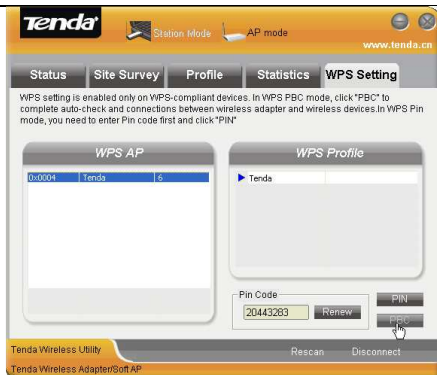 Tenda
Station Mode
AP mode
www.tenda.cn
Status
Site Survey
Profile
Statistics
WPS Setting
WPS setting is enabled only on WPS-compliant devices. In WPS PBC mode, click "PBC" to
complete auto-check and connections between wireless adapter and wireless devices.In WPS Pin
mode, you need to enter Pin code first and click "PIN"
WPS AP
WPS Profile
0x0004 Tenda 6
Tenda
Pin Code
20443283
Renew
PIN
PBC
Tenda Wireless Utility
Rescan
Disconnect
Tenda Wireless Adapter/Soft AP